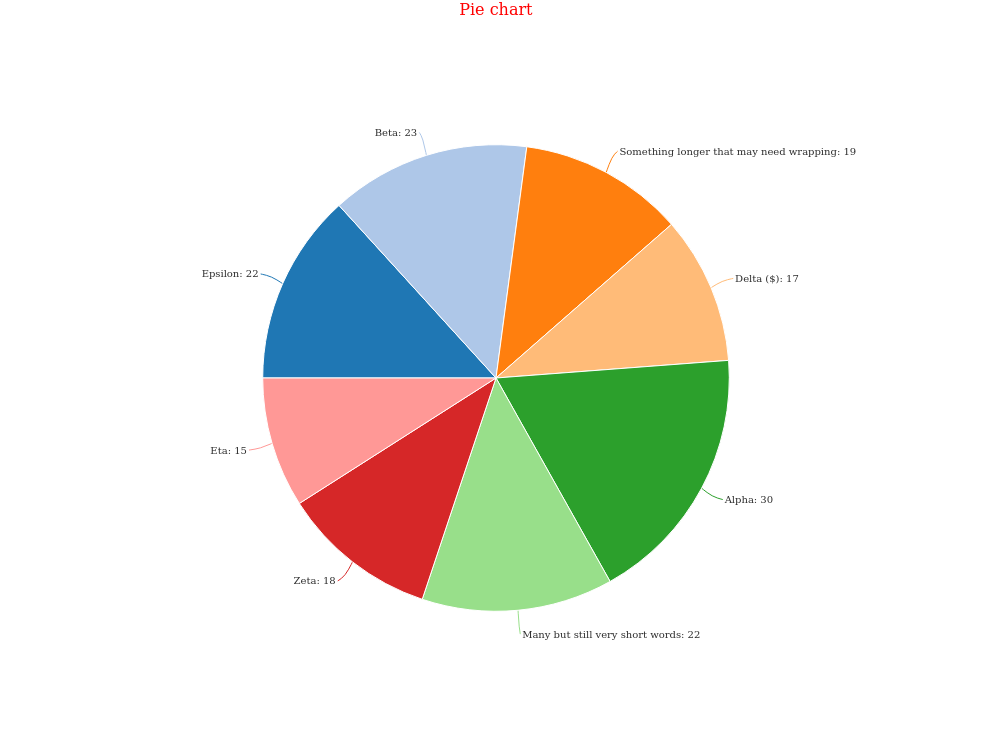 Pie chart
Beta: 23
Something longer that may need wrapping: 19
Epsilon: 22
Delta ($): 17
Eta: 15
Alpha: 30
Zeta: 18
Many but still very short words: 22